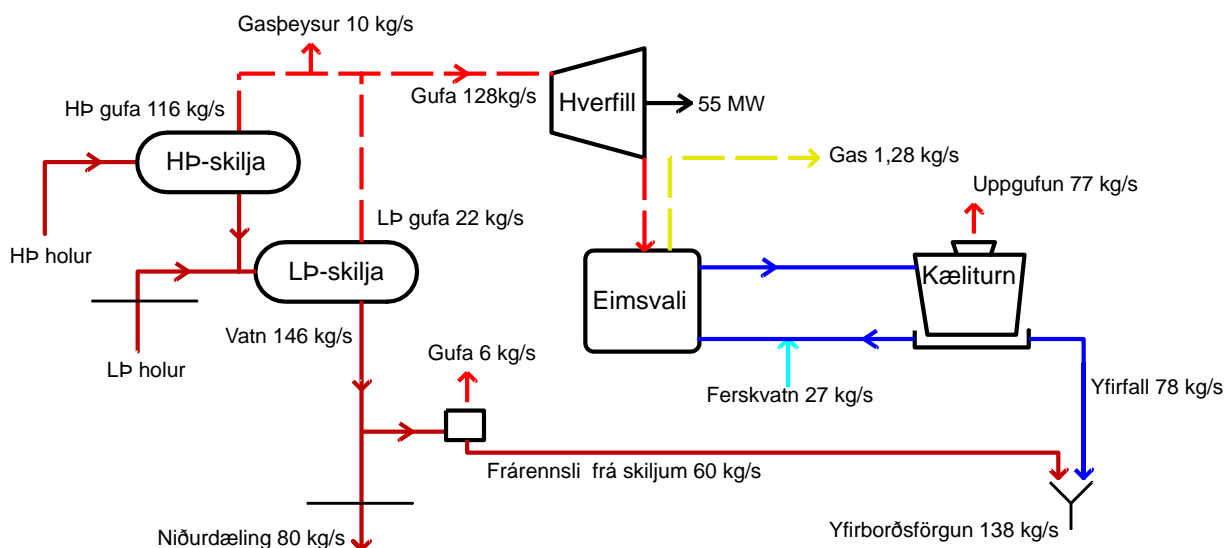 Gasþeysur 10 kg/s
HÞ gufa 116 kg/s
Gufa 128kg/s
Hverfill
55 MW
HÞ-skilja
Gas 1,28 kg/s
Uppgufun 77 kg/s
LÞ gufa 22 kg/s
HÞ holur
LÞ-skilja
Eimsvali
Kæliturn
Vatn 146 kg/s
LÞ holur
Gufa 6 kg/s
Ferskvatn 27 kg/s
Yfirfall 78 kg/s
Frárennsli frá skiljum 60 kg/s
Niðurdæling 80 kg/s
Yfirborðsförgun 138 kg/s